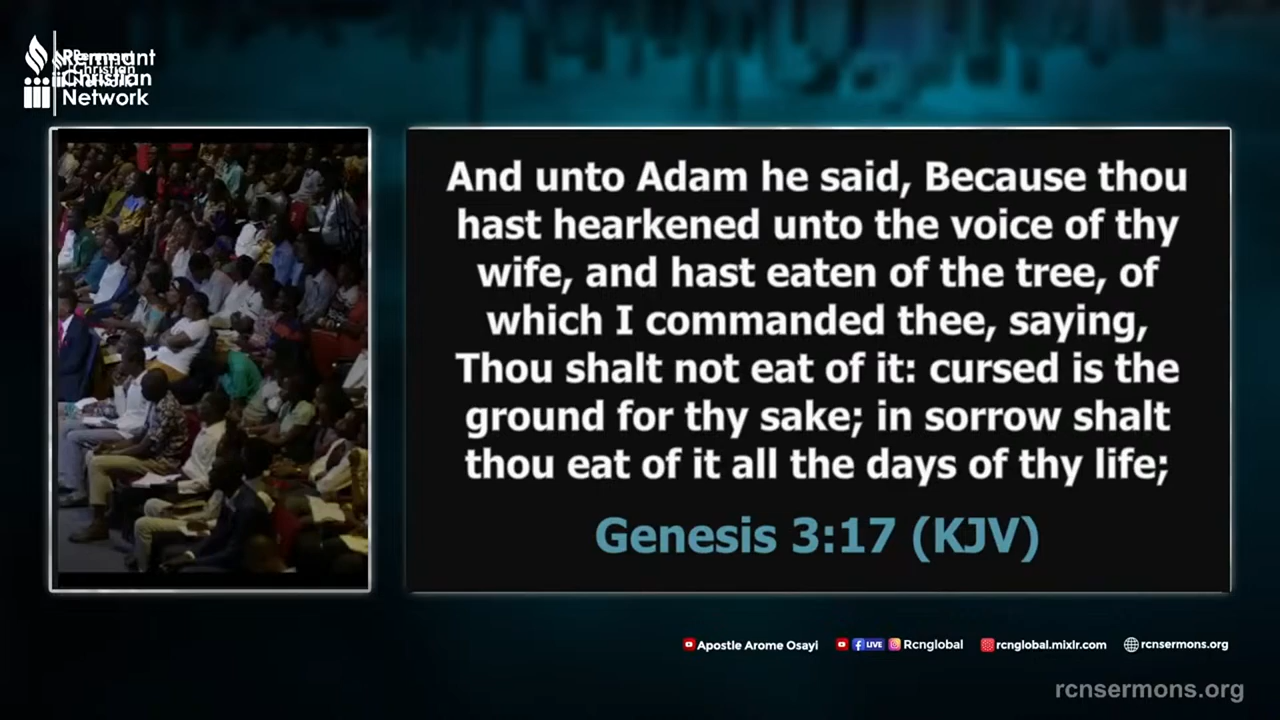 Remnant
Christian
Network
And unto Adam he said, Because thou
hast hearkened unto the voice of thy
wife, and hast eaten of the tree, of
which I commanded thee, saying,
Thou shalt not eat of it: cursed is the
ground for thy sake; in sorrow shalt
thou eat of it all the days of thy life;
Genesis 3:17 (KJV)
Apostle Arome Osayi LIVE Rcnglobal rcnglobal.mixlr.com rcnsermons.org
rcnsermons.org